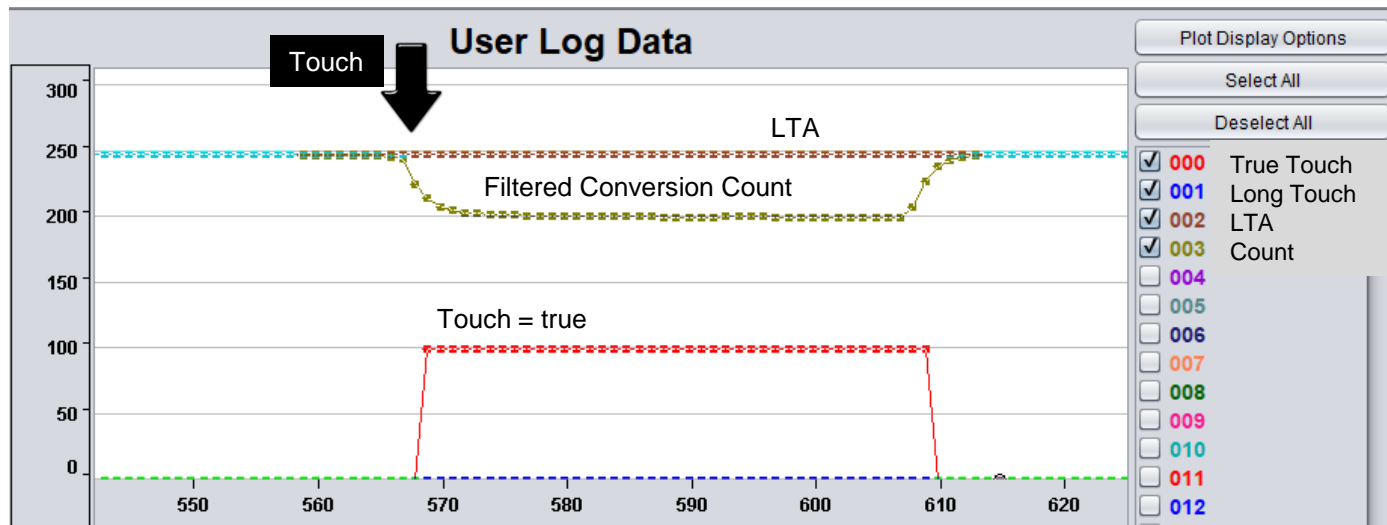 User Log Data
Touch
Plot Display Options
Select All
Deselect All
300
250
200
150
100
50
0
LTA
Filtered Conversion Count
Touch = true
550 560 570 580 590 600 610 620
000 True Touch
001 Long Touch
002 LTA
003 Count
004
005
006
007
008
009
010
011
012